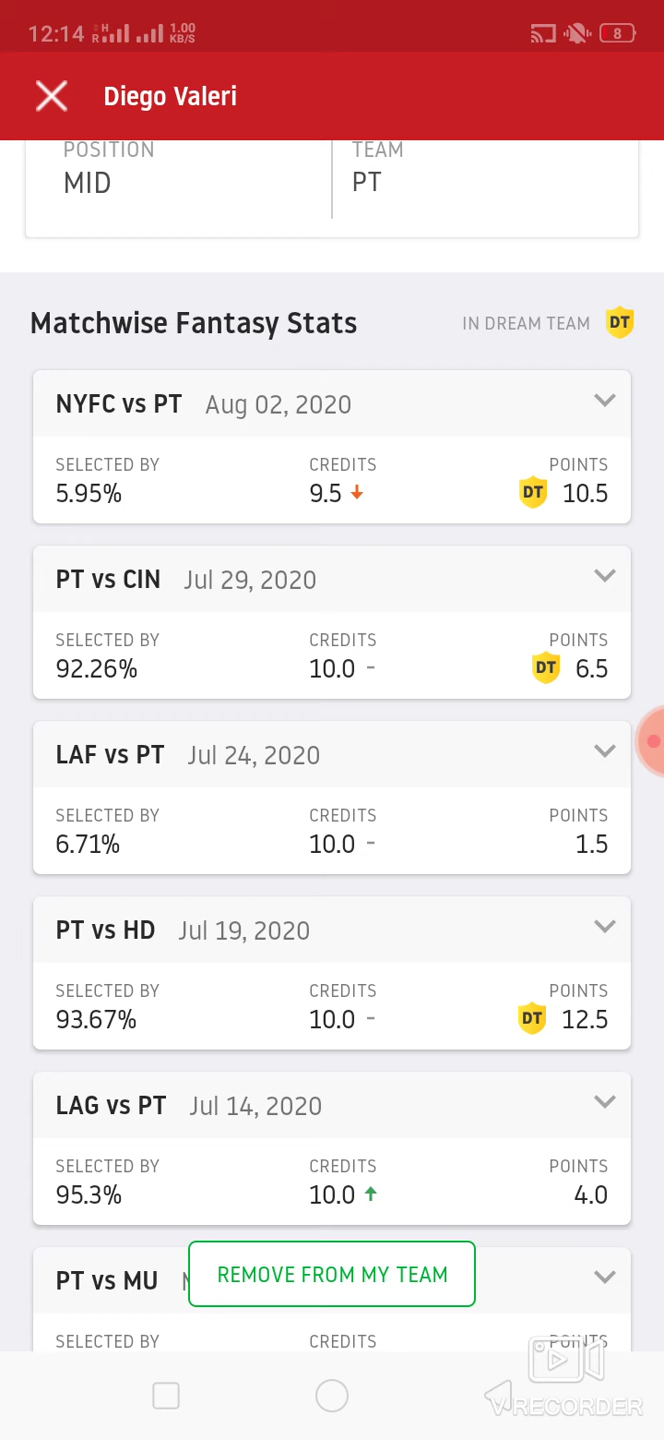 12:14 R H 1.00 KB/S 8
Diego Valeri
POSITION TEAM
MID PT
Matchwise Fantasy Stats IN DREAM TEAM DT
NYFC vs PT Aug 02, 2020
SELECTED BY CREDITS POINTS
5.95% 9.5 DT 10.5
PT vs CIN Jul 29, 2020
SELECTED BY CREDITS POINTS
92.26% 10.0 - DT 6.5
LAF vs PT Jul 24, 2020
SELECTED BY CREDITS POINTS
6.71% 10.0 - 1.5
PT vs HD Jul 19, 2020
SELECTED BY CREDITS POINTS
93.67% 10.0 - DT 12.5
LAG vs PT Jul 14, 2020
SELECTED BY CREDITS POINTS
95.3% 10.0 4.0
PT vs MU
REMOVE FROM MY TEAM
SELECTED BY CREDITS POINTS
VRECORDER